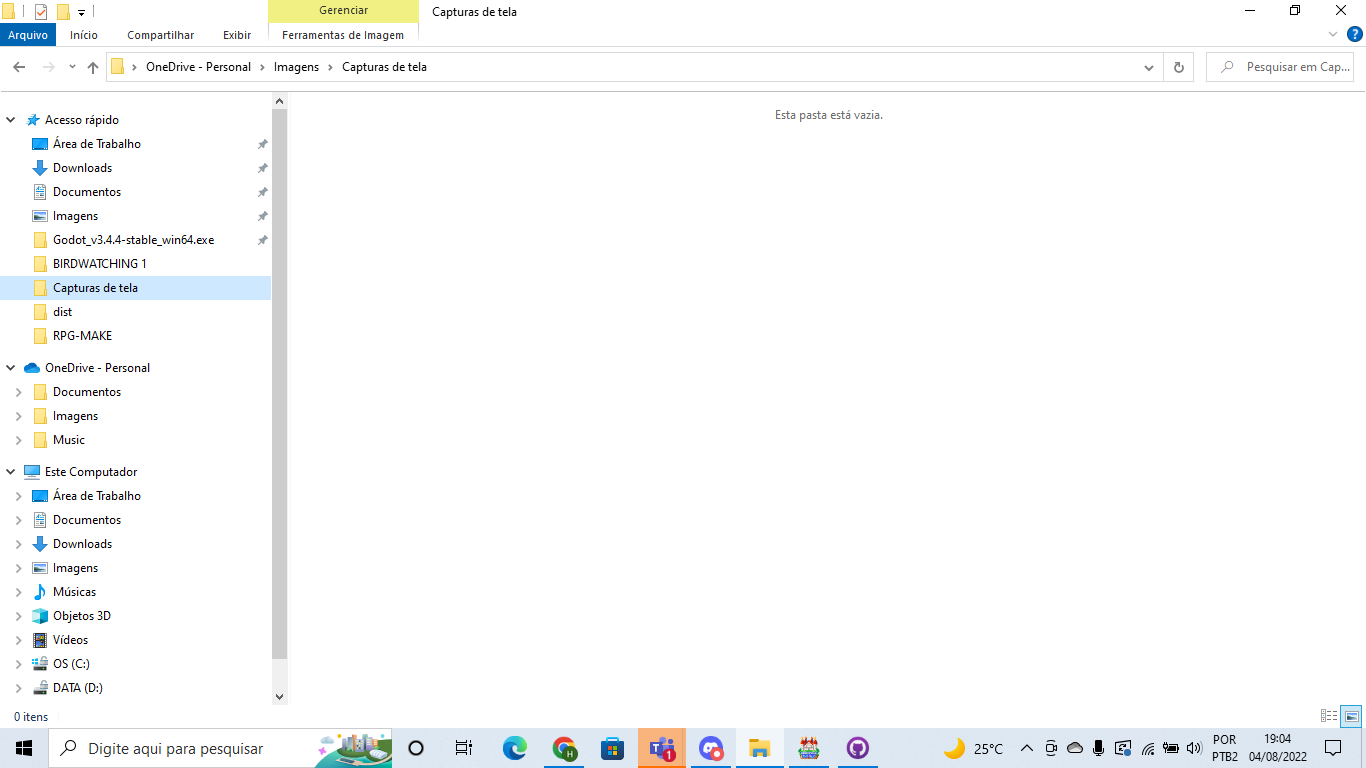 Gerenciar
Capturas de tela
Arquivo
Início
Compartilhar
Exibir
Ferramentas de Imagem
OneDrive - Personal
Imagens
Capturas de tela
Pesquisar em Cap...
Esta pasta está vazia.
Acesso rápido
Área de Trabalho
Downloads
Documentos
Imagens
Godot_v3.4.4-stable_win64.exe
BIRDWATCHING 1
Capturas de tela
dist
RPG-MAKE
OneDrive - Personal
Documentos
Imagens
Music
Este Computador
Área de Trabalho
Documentos
Downloads
Imagens
Músicas
Objetos 3D
Vídeos
OS (C:)
DATA (D:)
0 itens
Digite aqui para pesquisar
H
1
25°C
POR
PTB2
19:04
04/08/2022